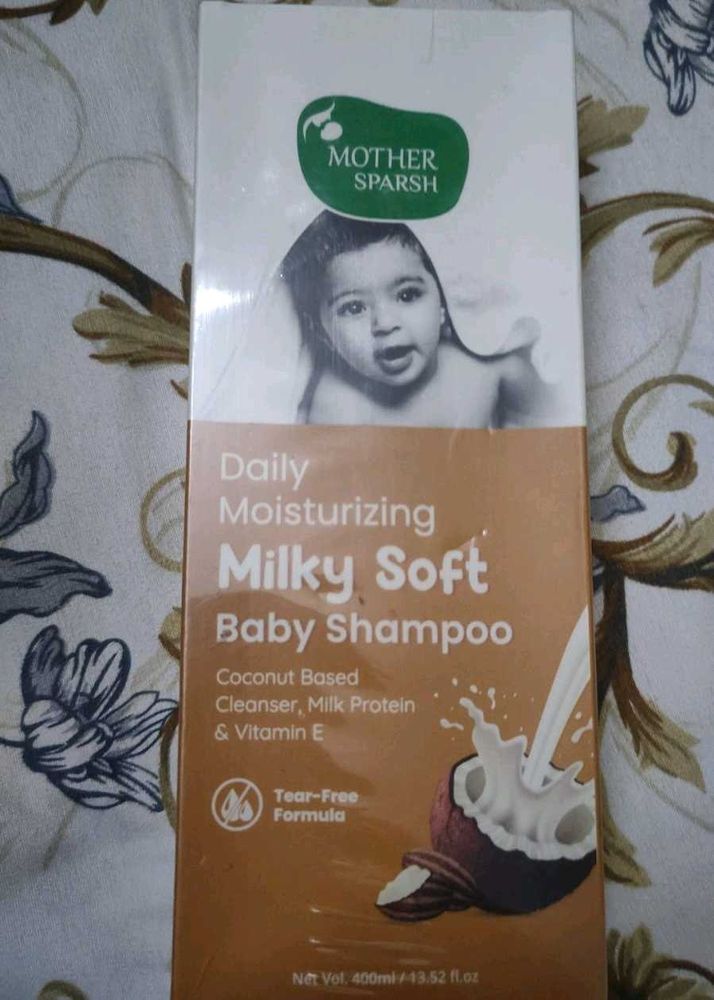 MOTHER
SPARSH
Daily
Moisturizing
Milky Soft
Baby Shampoo
Coconut Based
Cleanser, Milk Protein
& Vitamin E
Tear-Free
Formula
Net Vol. 400ml / 13.52 fl.oz